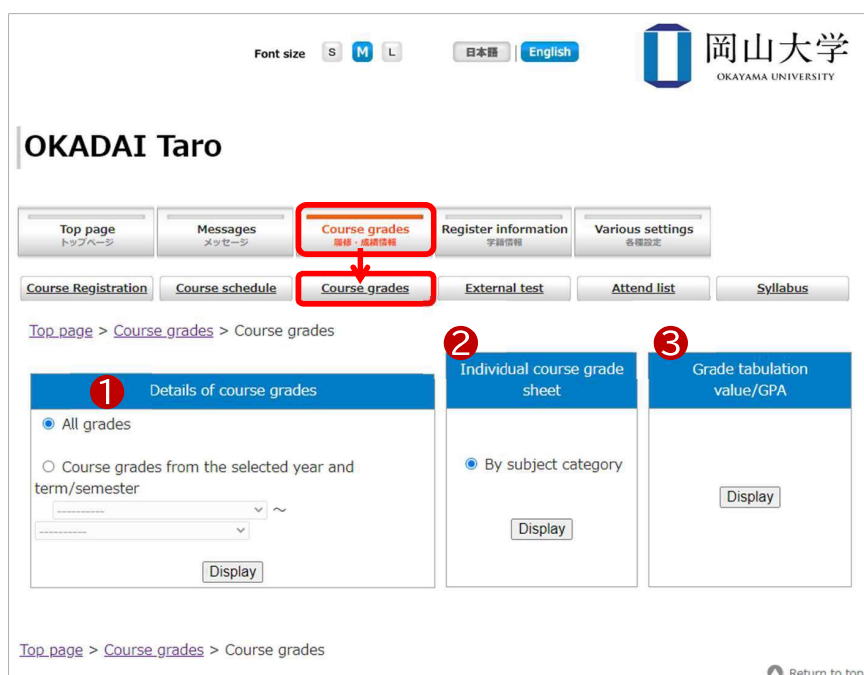 Font size S M L 日本語 English
岡山大学
OKAYAMA UNIVERSITY
OKADAI Taro
Top page Messages Course grades Register information Various settings
トップページ メッセージ 履修・成績情報 学籍情報 各種設定
Course Registration Course schedule Course grades External test Attend list Syllabus
Top page > Course grades > Course grades
1 Details of course grades
All grades
Course grades from the selected year and
term/semester
---------- ~
----------
Display
2
Individual course grade
sheet
By subject category
Display
3
Grade tabulation
value/GPA
Display
Top page > Course grades > Course grades
Return to top